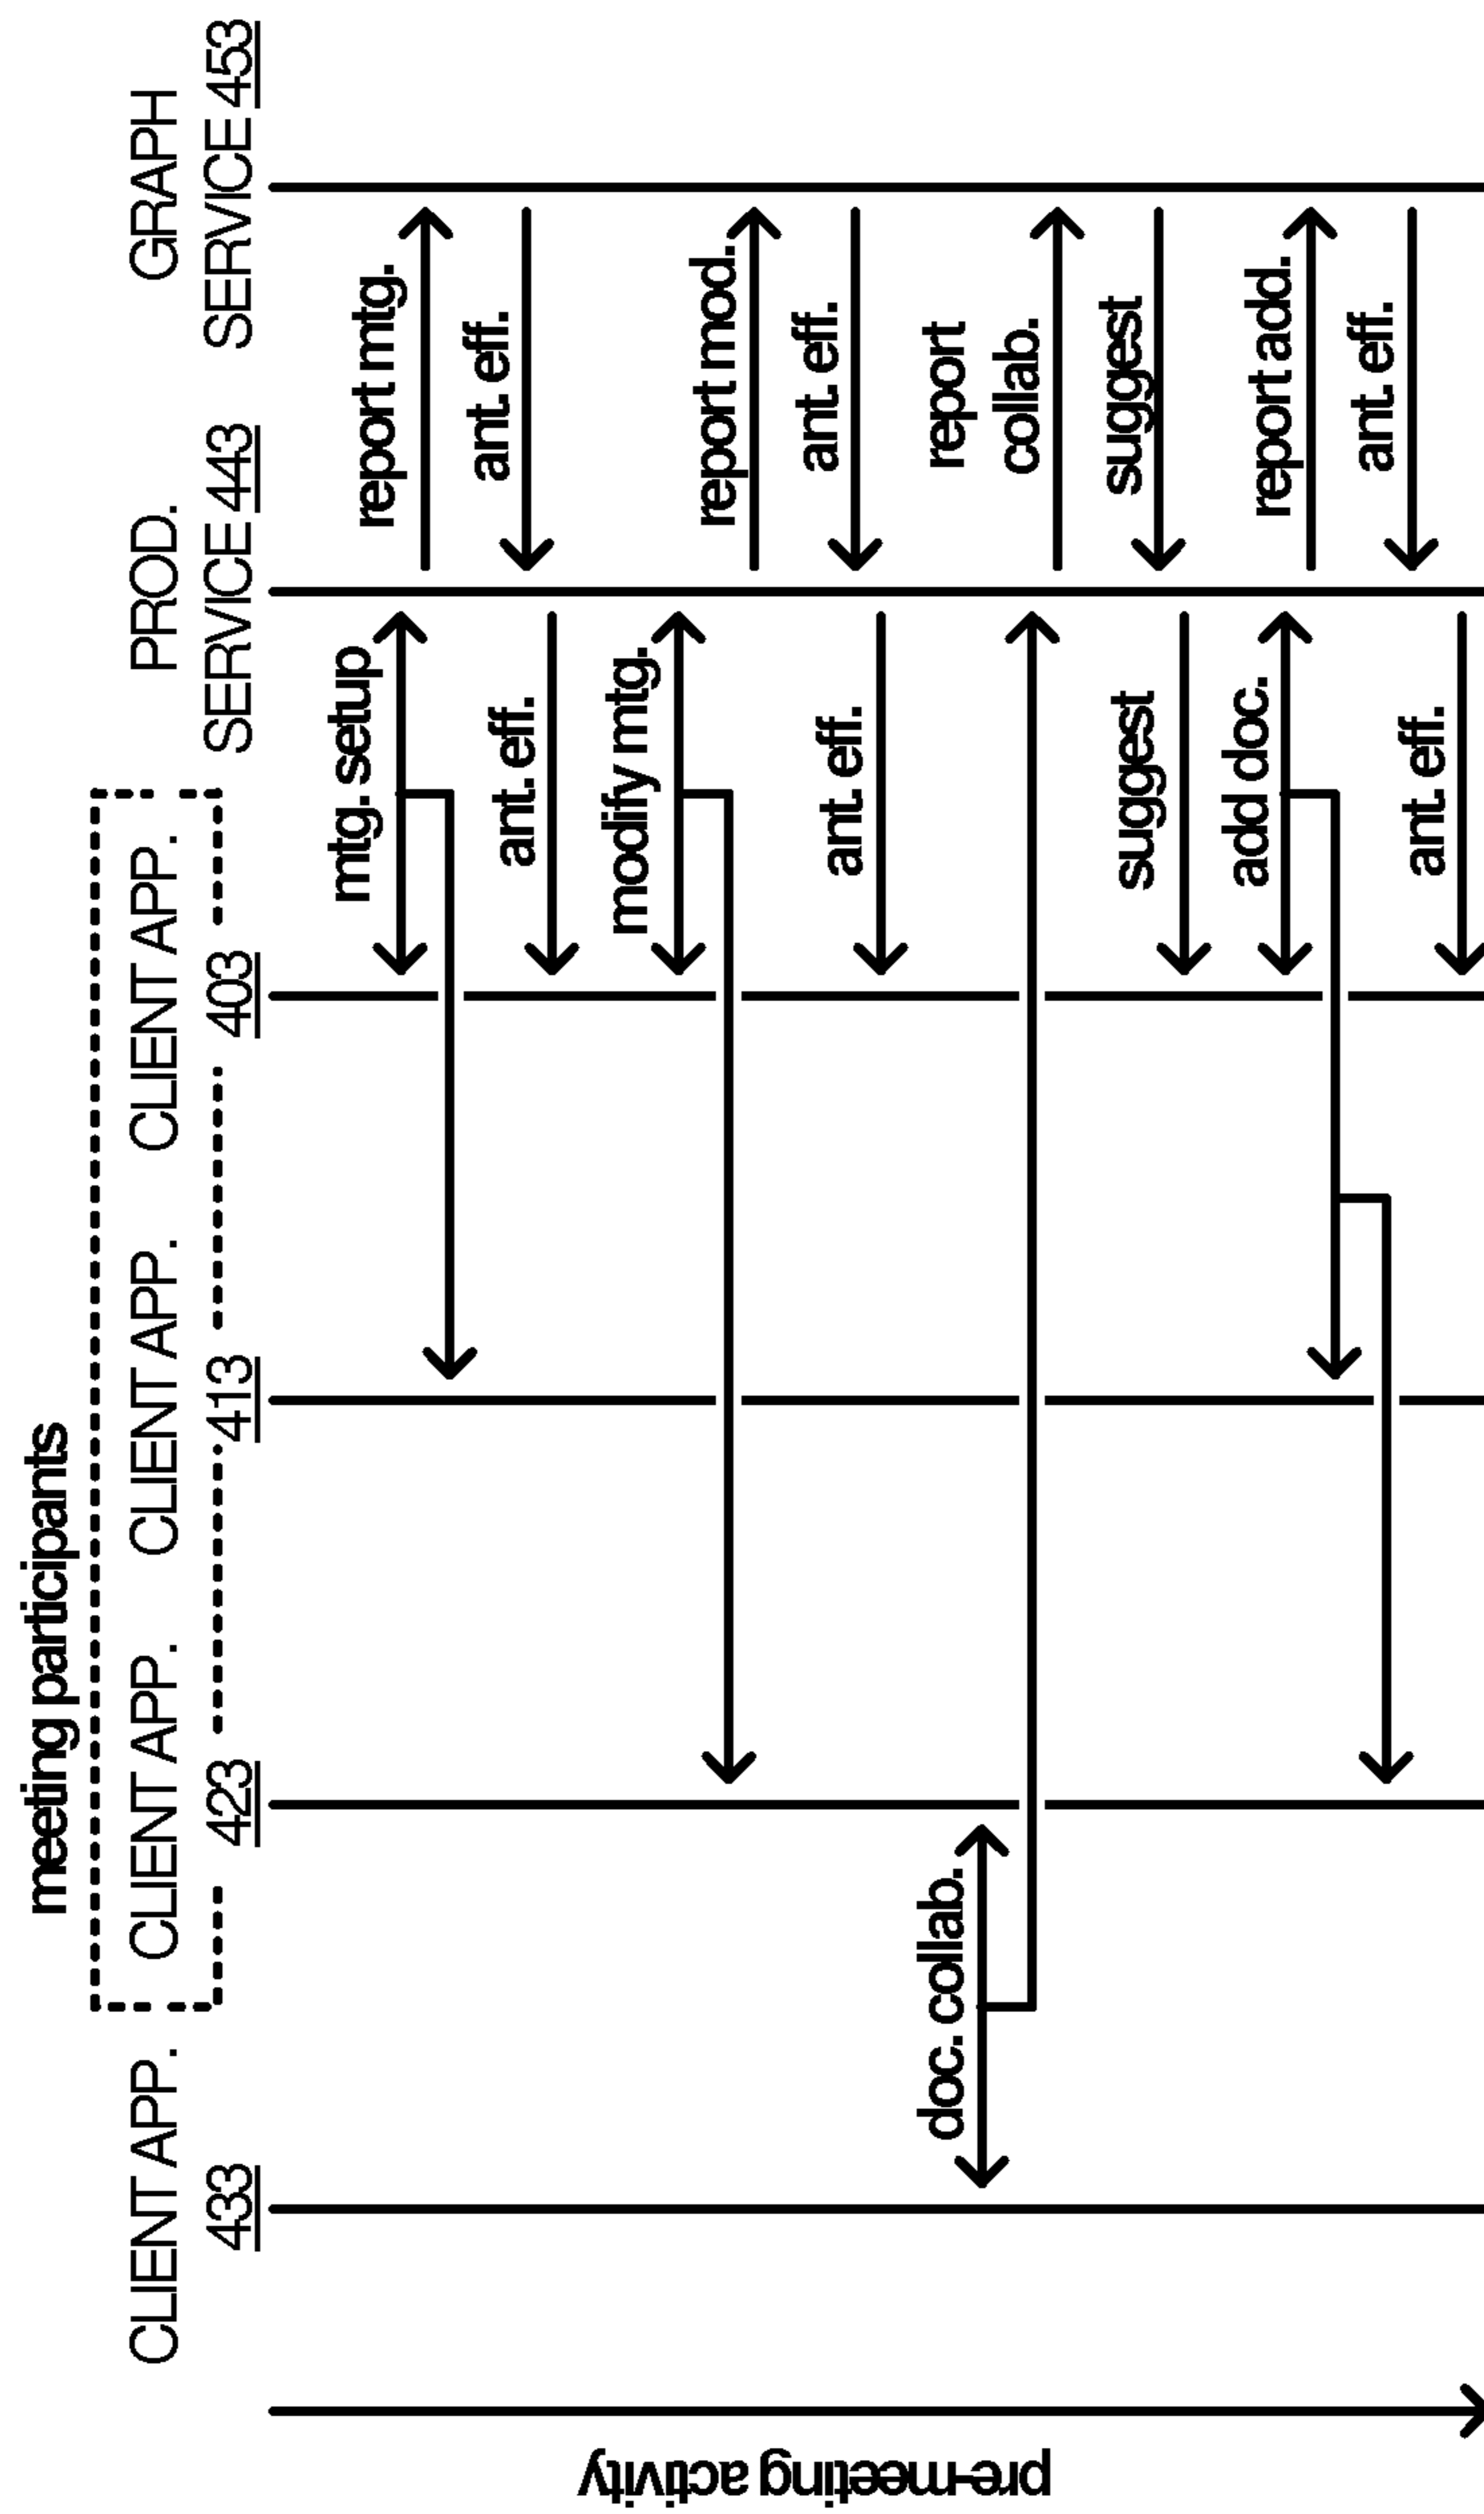 meeting participants
CLIENT APP.
433
CLIENT APP.
423
CLIENT APP.
413
CLIENT APP.
403
PROD.
SERVICE 443
GRAPH
SERVICE 453
mtg. setup
report mtg.
ant. eff.
ant. eff.
modify mtg.
report mod.
ant. eff.
ant. eff.
doc. collab.
report
collab.
suggest
suggest
add doc.
report add.
ant. eff.
ant. eff.
pre-meeting activity